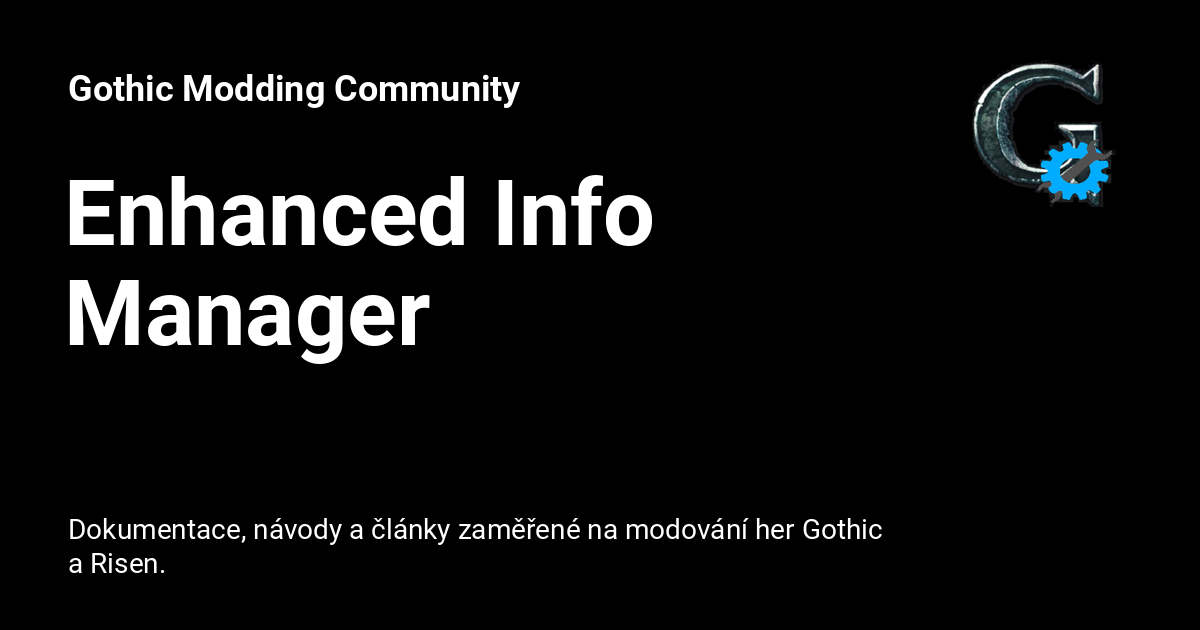 Gothic Modding Community
Enhanced Info
Manager
Dokumentace, návody a články zaměřené na modování her Gothic
a Risen.